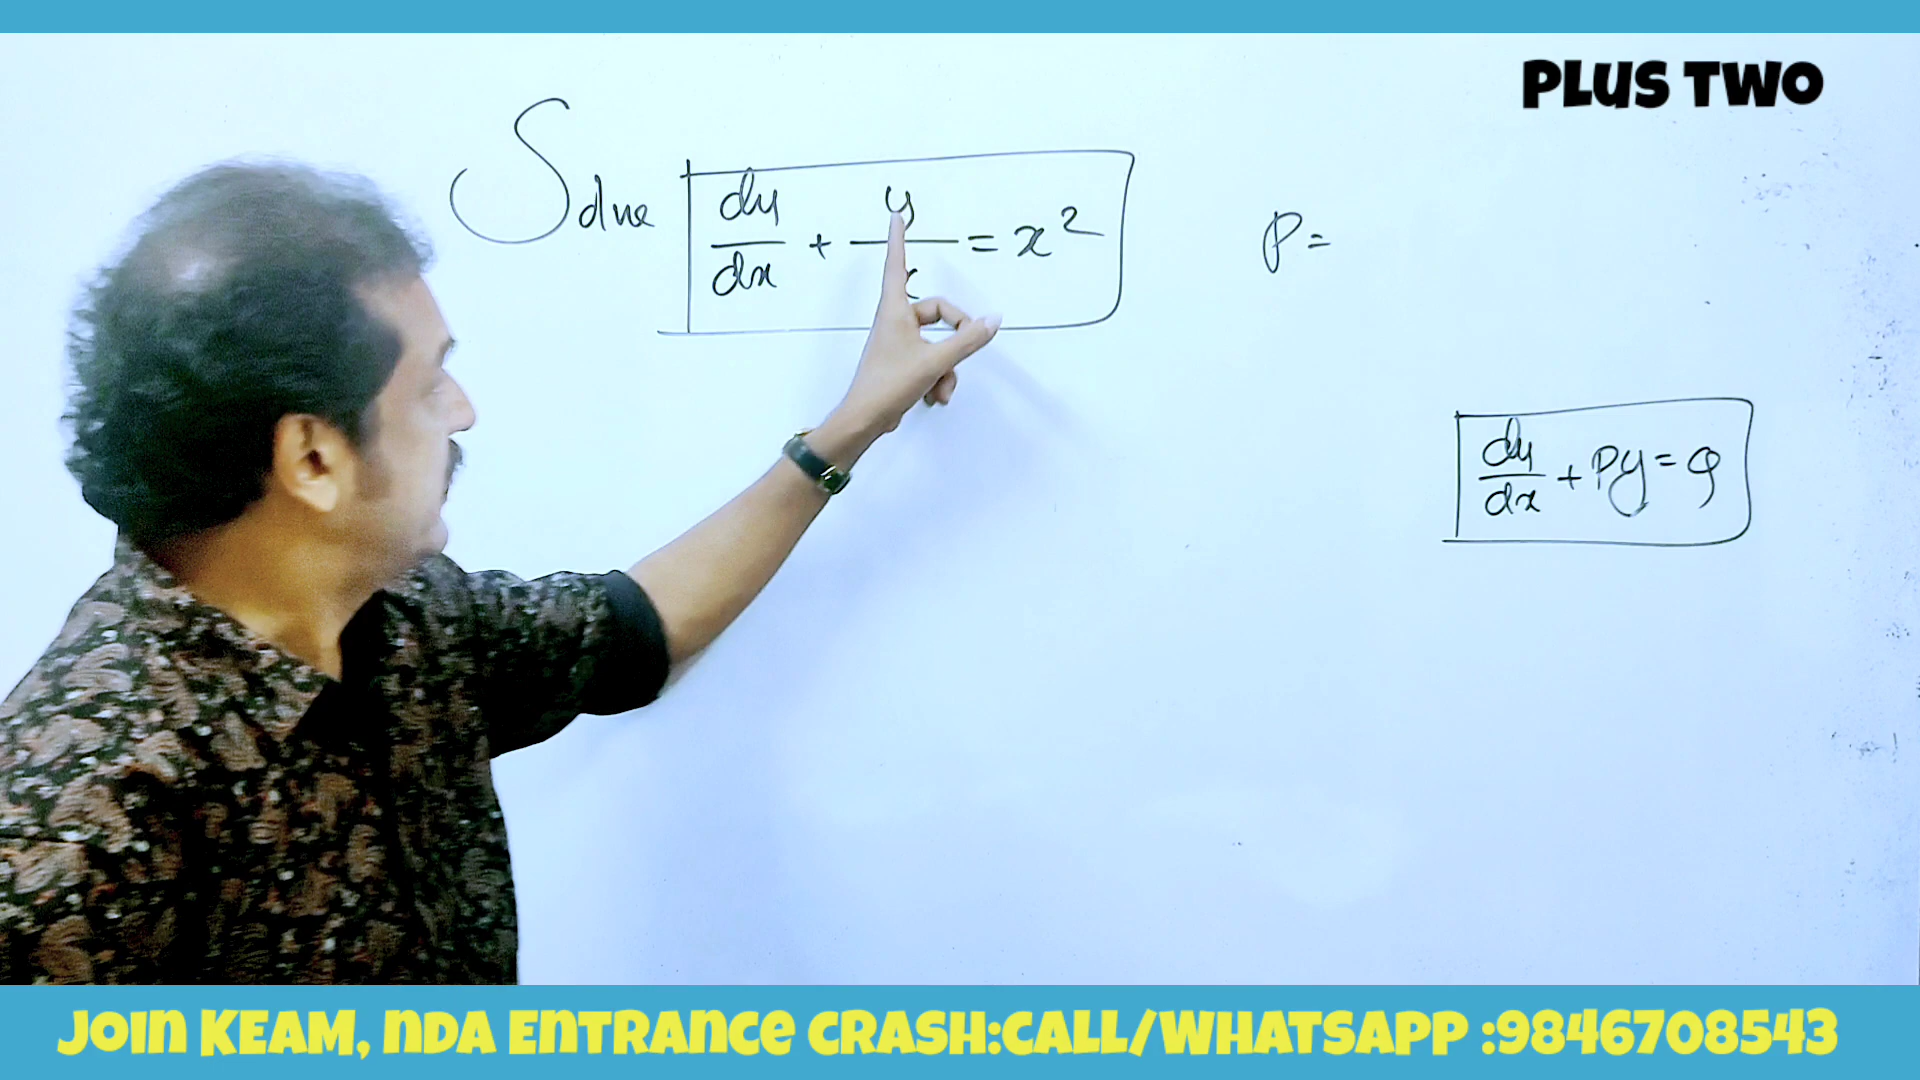 PLUS TWO
Solve dy/dx + y/x = x²
P =
dy/dx + Py = Q
JOIN KEAM, NDA ENTRANCE CRASH:CALL/WHATSAPP :9846708543